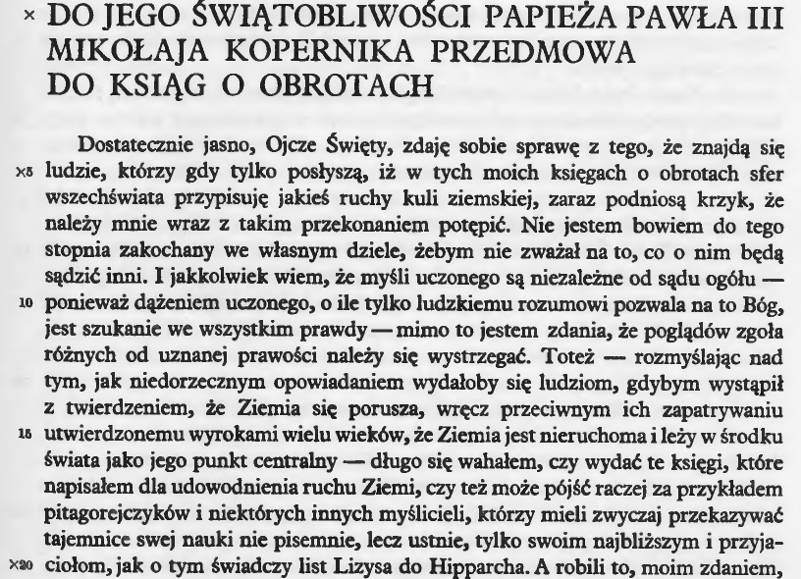 × DO JEGO ŚWIĄTOBLIWOŚCI PAPIEŻA PAWŁA III
MIKOŁAJA KOPERNIKA PRZEDMOWA
DO KSIĄG O OBROTACH
Dostatecznie jasno, Ojcze Święty, zdaję sobie sprawę z tego, że znajdą się
×5 ludzie, którzy gdy tylko posłyszą, iż w tych moich księgach o obrotach sfer
wszechświata przypisuję jakieś ruchy kuli ziemskiej, zaraz podniosą krzyk, że
należy mnie wraz z takim przekonaniem potępić. Nie jestem bowiem do tego
stopnia zakochany we własnym dziele, żebym nie zważał na to, co o nim będą
sądzić inni. I jakkolwiek wiem, że myśli uczonego są niezależne od sądu ogółu —
10 ponieważ dążeniem uczonego, o ile tylko ludzkiemu rozumowi pozwala na to Bóg,
jest szukanie we wszystkim prawdy — mimo to jestem zdania, że poglądów zgoła
różnych od uznanej prawości należy się wystrzegać. Toteż — rozmyślając nad
tym, jak niedorzecznym opowiadaniem wydałoby się ludziom, gdybym wystąpił
z twierdzeniem, że Ziemia się porusza, wręcz przeciwnym ich zapatrywaniu
15 utwierdzonemu wyrokami wielu wieków, że Ziemia jest nieruchoma i leży w środku
świata jako jego punkt centralny — długo się wahałem, czy wydać te księgi, które
napisałem dla udowodnienia ruchu Ziemi, czy też może pójść raczej za przykładem
pitagorejczyków i niektórych innych myślicieli, którzy mieli zwyczaj przekazywać
tajemnice swej nauki nie pisemnie, lecz ustnie, tylko swoim najbliższym i przyja-
×20 ciołom, jak o tym świadczy list Lizysa do Hipparcha. A robili to, moim zdaniem,